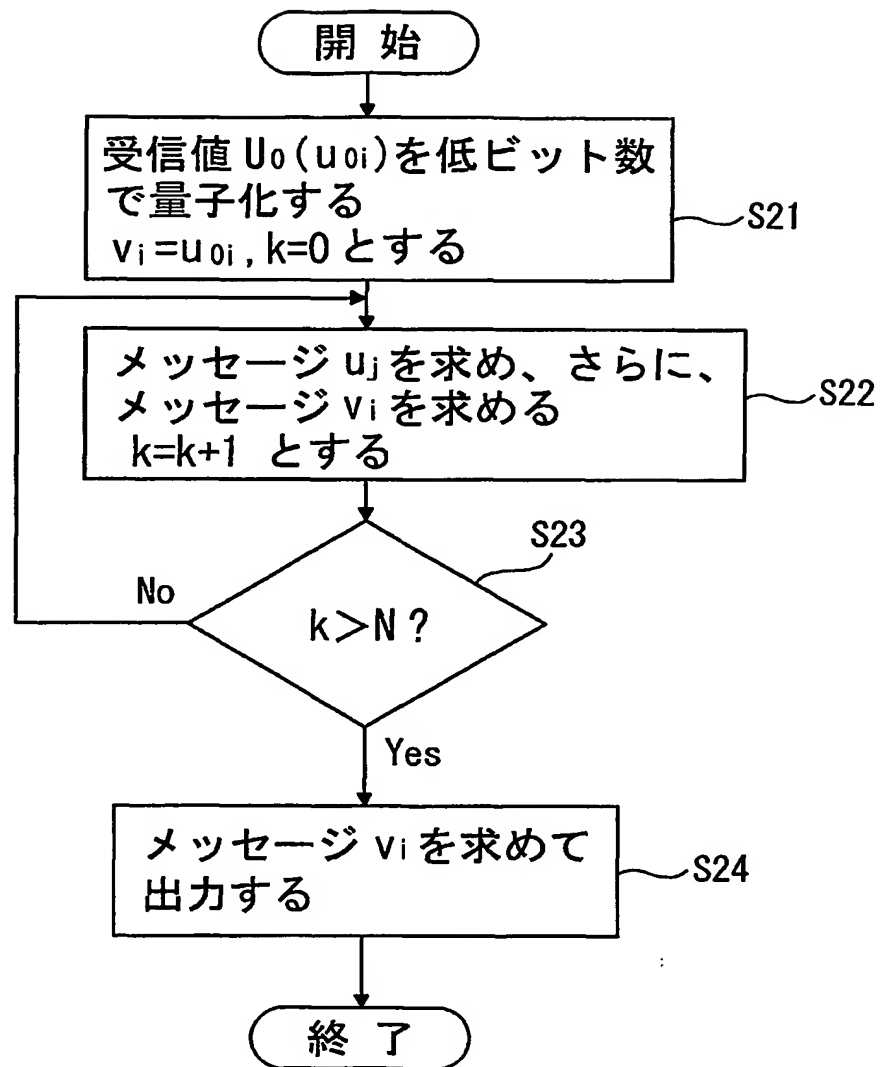 開始
受信値U0(u0i)を低ビット数
で量子化する
vi=u0i,k=0とする
S21
メッセージujを求め、さらに、
メッセージviを求める
k=k+1 とする
S22
S23
No
k＞N?
Yes
メッセージviを求めて
出力する
S24
終了